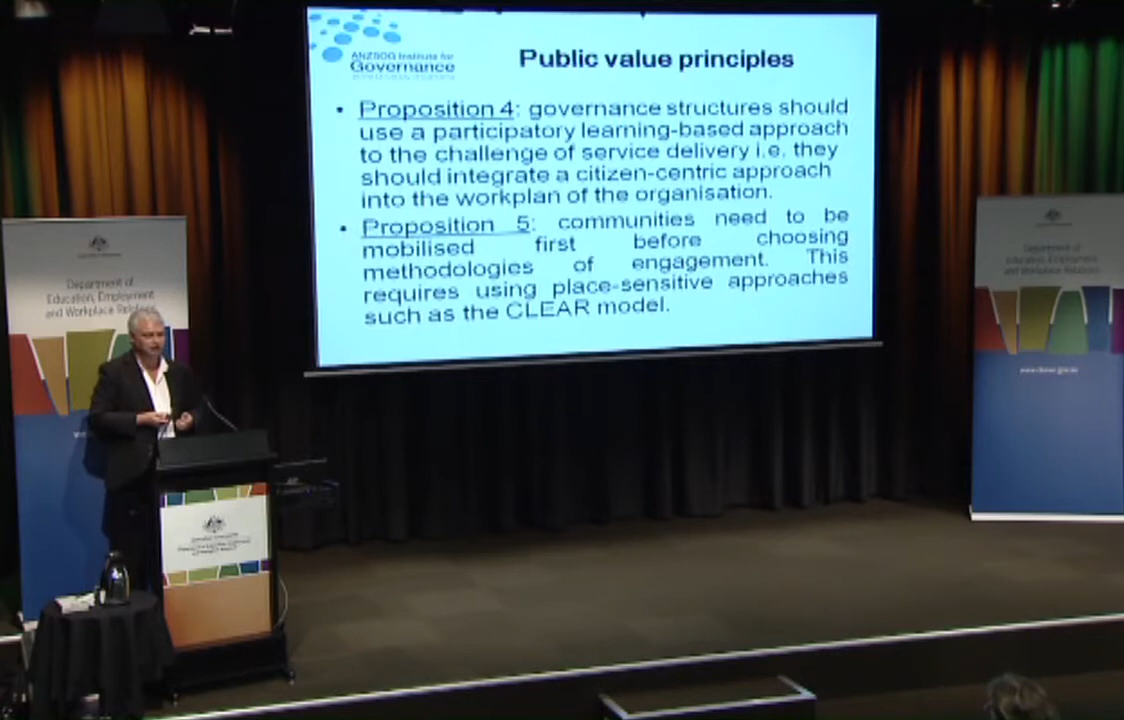 ANZSOG Institute for
Governance
Public value principles
• Proposition 4: governance structures should
use a participatory learning-based approach
to the challenge of service delivery i.e. they
should integrate a citizen-centric approach
into the workplan of the organisation.
• Proposition 5: communities need to be
mobilised first before choosing
methodologies of engagement. This
requires using place-sensitive approaches
such as the CLEAR model.
Department of
Education, Employment
and Workplace Relations
Department of
Education, Employment
and Workplace Relations